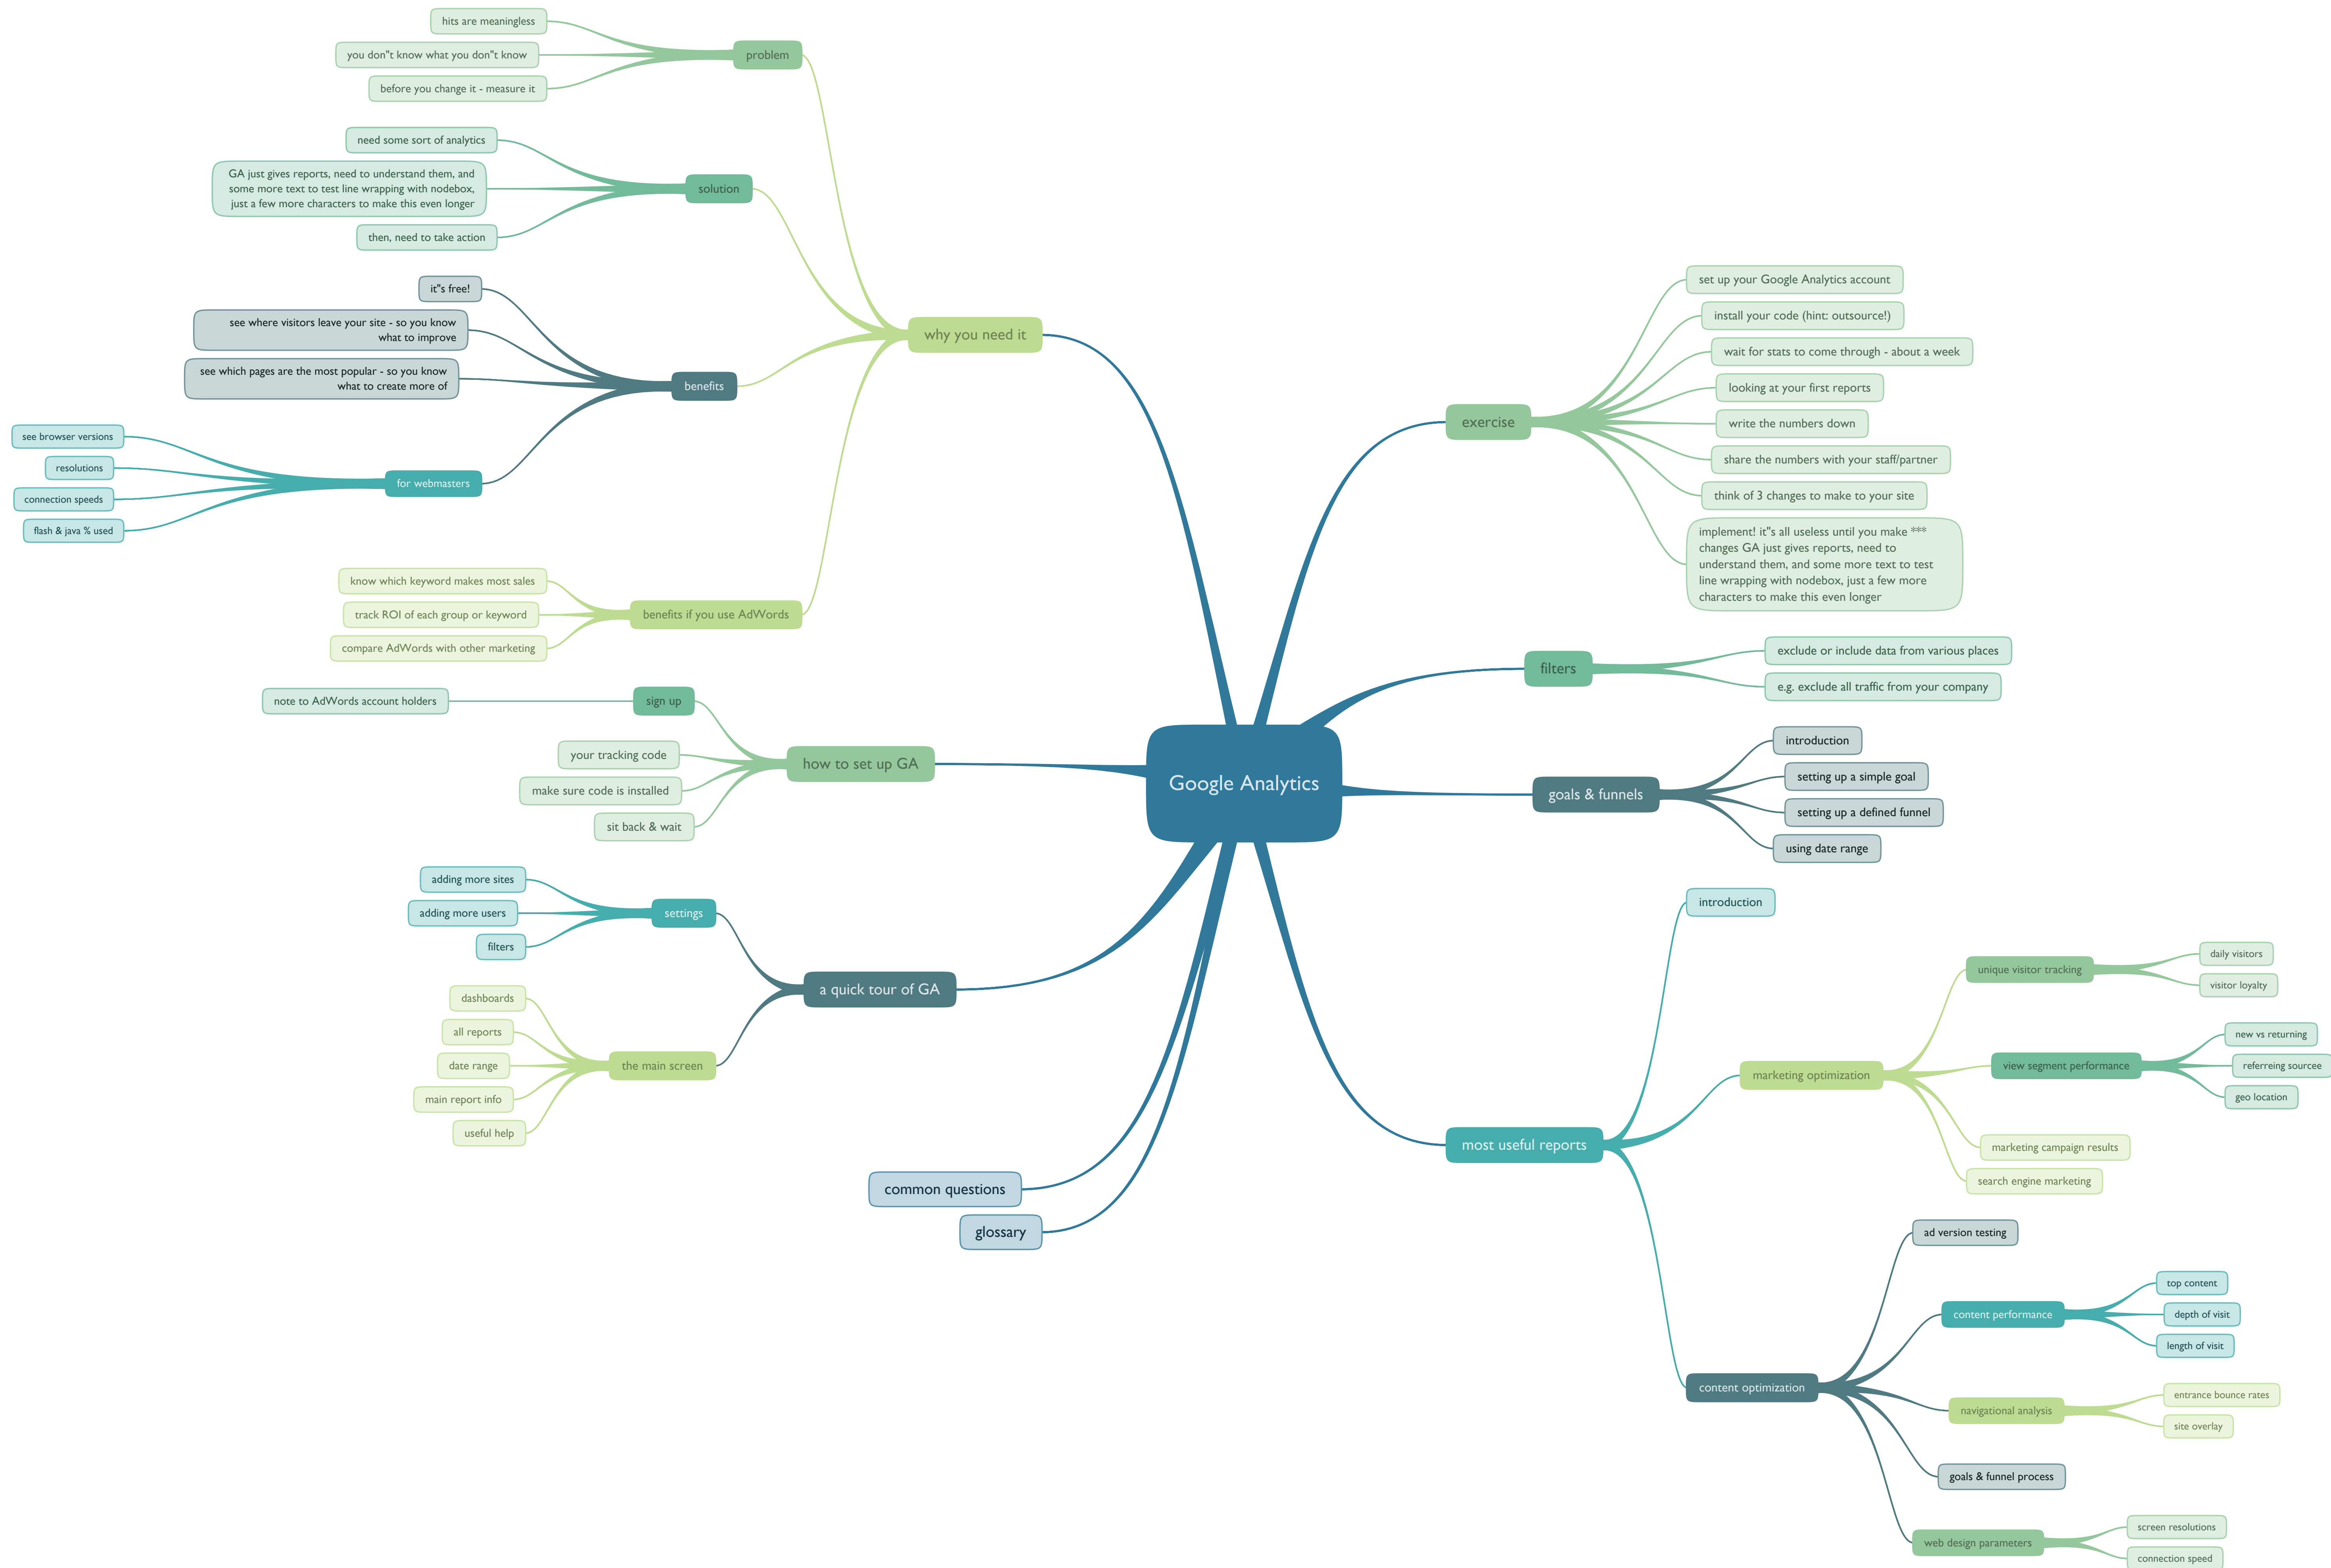 Google Analytics
why you need it
problem
hits are meaningless
you don"t know what you don"t know
before you change it - measure it
solution
need some sort of analytics
GA just gives reports, need to understand them, and
some more text to test line wrapping with nodebox,
just a few more characters to make this even longer
then, need to take action
benefits
it"s free!
see where visitors leave your site - so you know
what to improve
see which pages are the most popular - so you know
what to create more of
for webmasters
see browser versions
resolutions
connection speeds
flash & java % used
benefits if you use AdWords
know which keyword makes most sales
track ROI of each group or keyword
compare AdWords with other marketing
how to set up GA
sign up
note to AdWords account holders
your tracking code
make sure code is installed
sit back & wait
a quick tour of GA
settings
adding more sites
adding more users
filters
the main screen
dashboards
all reports
date range
main report info
useful help
common questions
glossary
exercise
set up your Google Analytics account
install your code (hint: outsource!)
wait for stats to come through - about a week
looking at your first reports
write the numbers down
share the numbers with your staff/partner
think of 3 changes to make to your site
implement! it"s all useless until you make ***
changes GA just gives reports, need to
understand them, and some more text to test
line wrapping with nodebox, just a few more
characters to make this even longer
filters
exclude or include data from various places
e.g. exclude all traffic from your company
goals & funnels
introduction
setting up a simple goal
setting up a defined funnel
using date range
most useful reports
introduction
marketing optimization
unique visitor tracking
daily visitors
visitor loyalty
view segment performance
new vs returning
referreing sourcee
geo location
marketing campaign results
search engine marketing
content optimization
ad version testing
content performance
top content
depth of visit
length of visit
navigational analysis
entrance bounce rates
site overlay
goals & funnel process
web design parameters
screen resolutions
connection speed